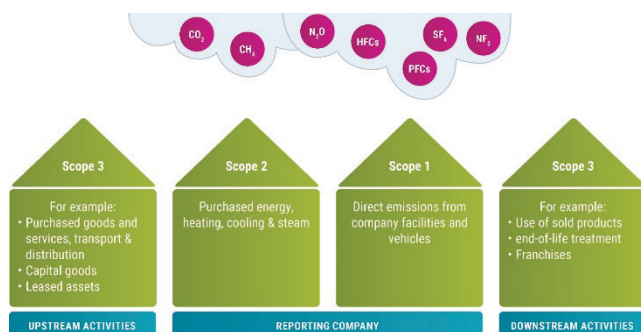 CO₂
CH₄
N₂O
HFCs
PFCs
SF₆
NF₃
Scope 3
For example:
• Purchased goods and
services, transport &
distribution
• Capital goods
• Leased assets
Scope 2
Purchased energy,
heating, cooling & steam
Scope 1
Direct emissions from
company facilities and
vehicles
Scope 3
For example:
• Use of sold products
• end-of-life treatment
• Franchises
UPSTREAM ACTIVITIES
REPORTING COMPANY
DOWNSTREAM ACTIVITIES